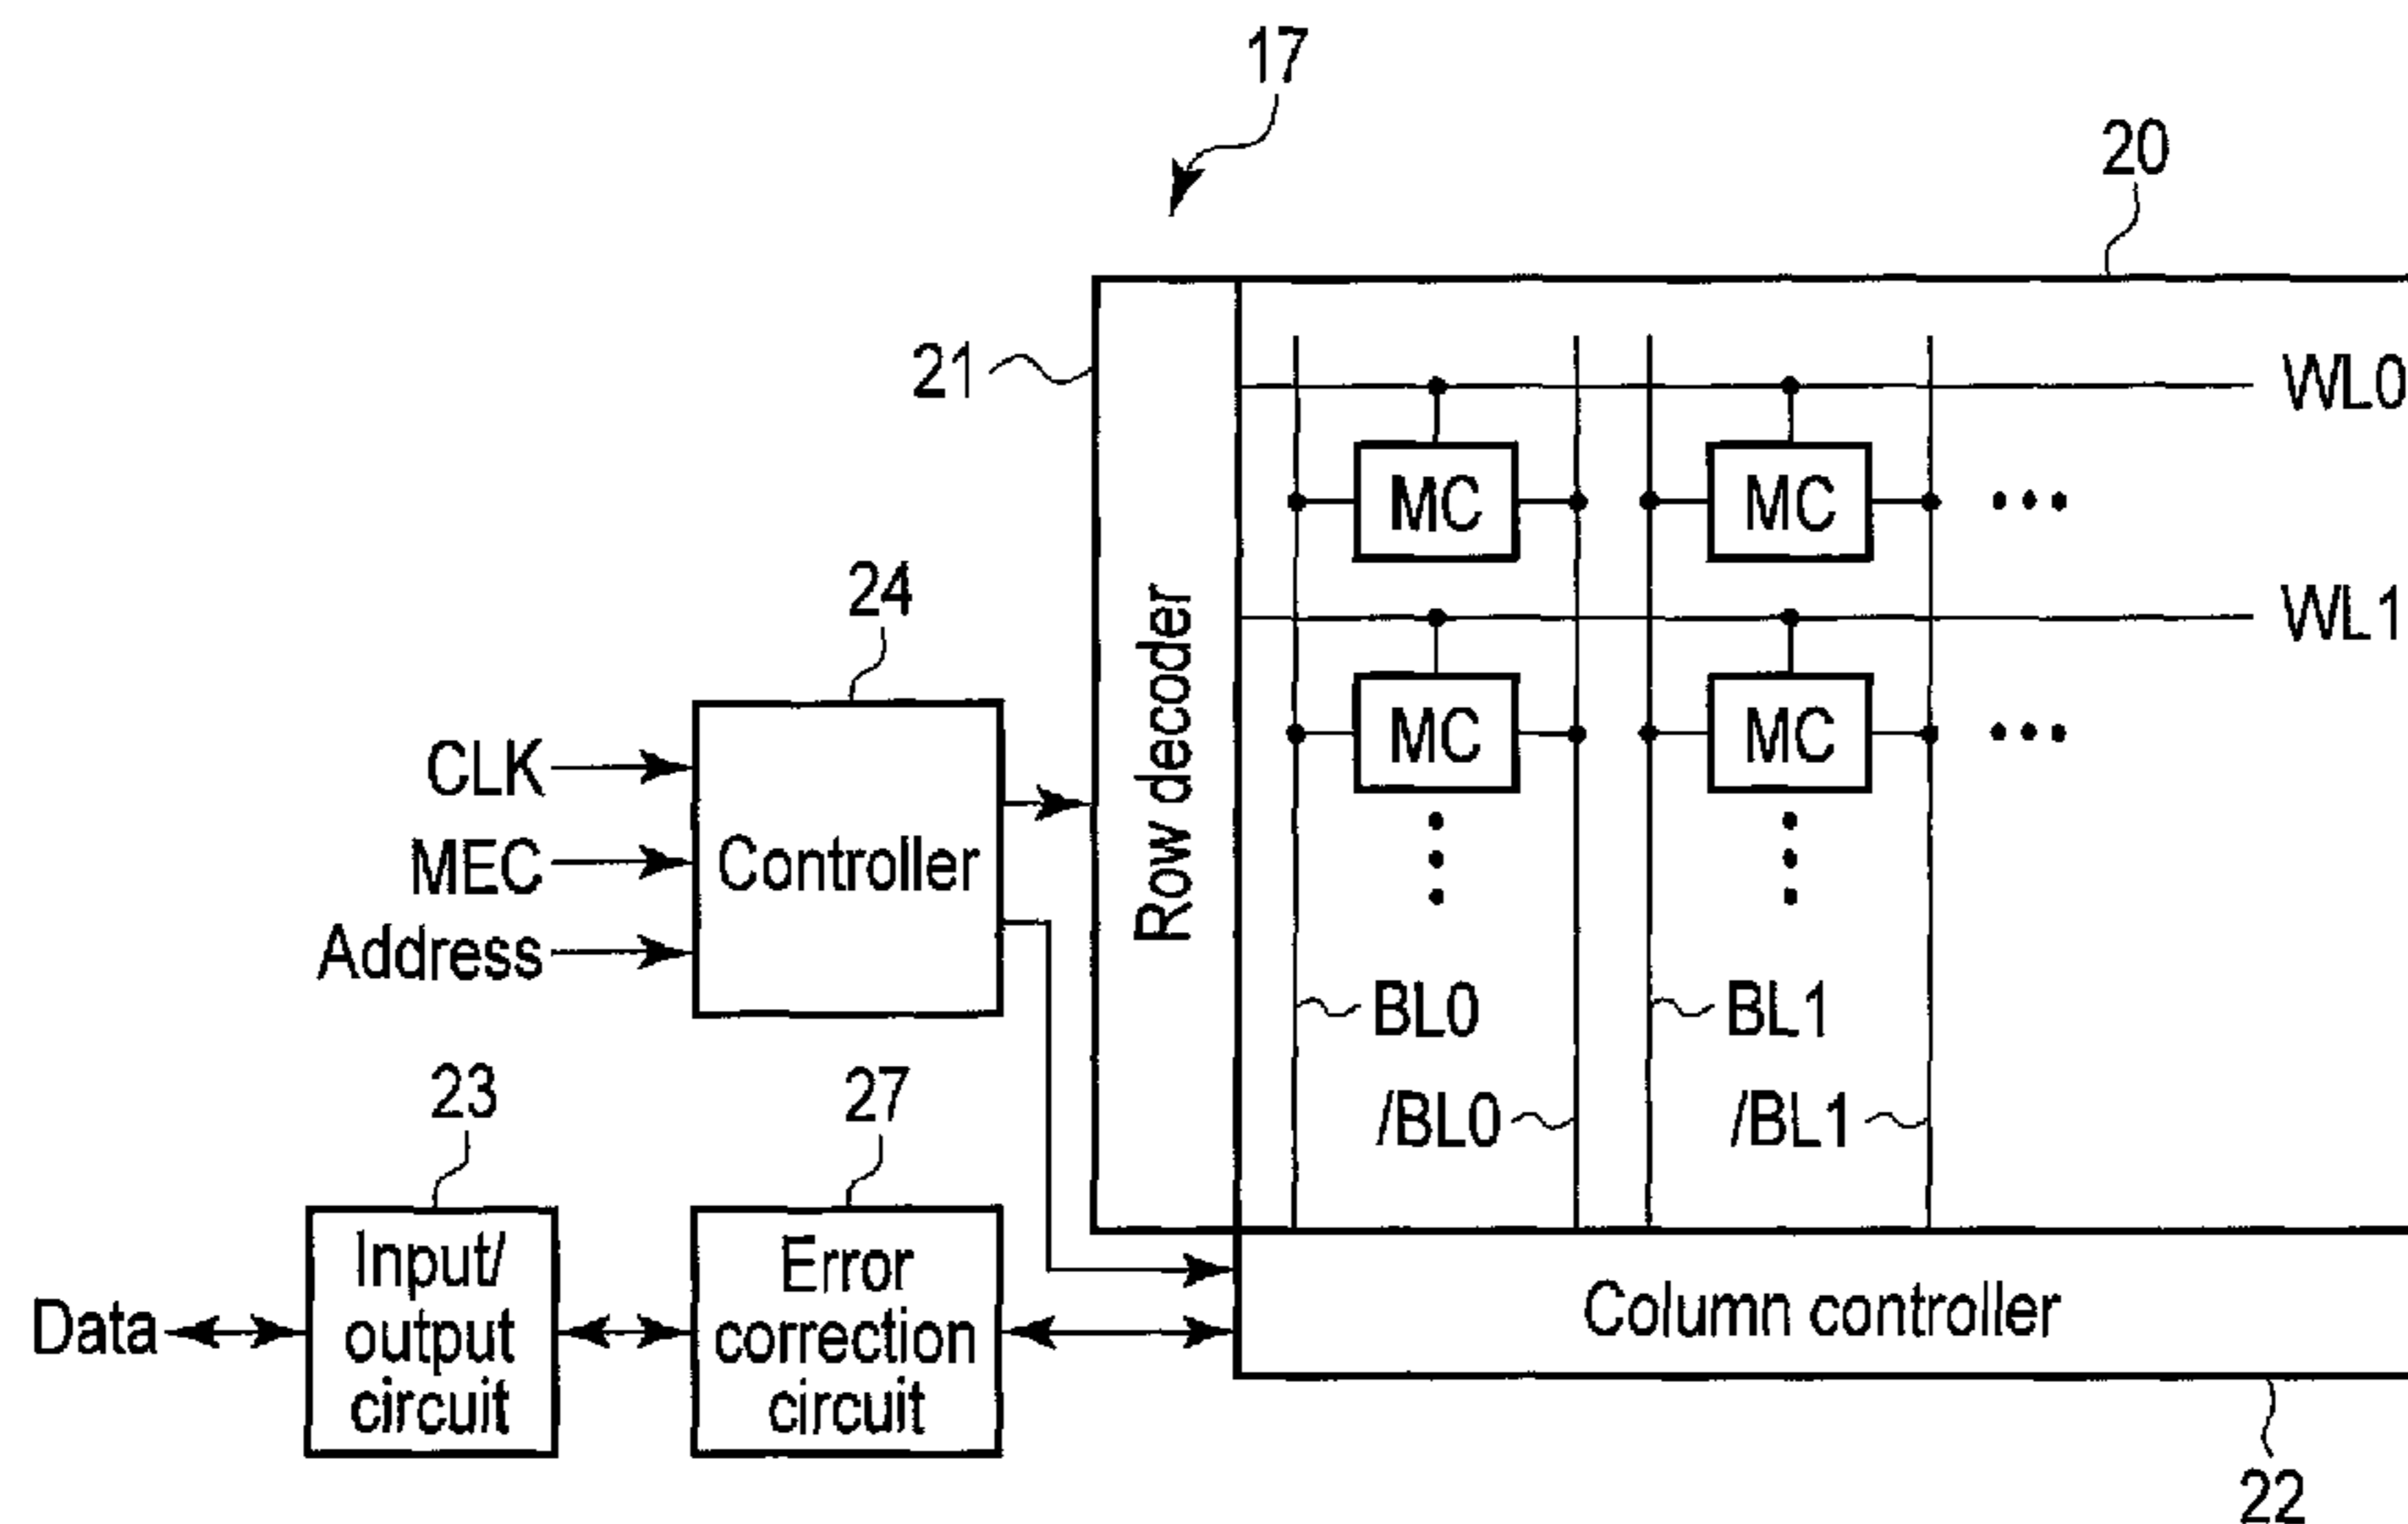 17
20
21
WL0
MC
MC
WL1
24
MC
MC
CLK
MEC
Address
Controller
Row decoder
BL0
BL1
/BL0
/BL1
23
27
Data
Input/
output
circuit
Error
correction
circuit
Column controller
22